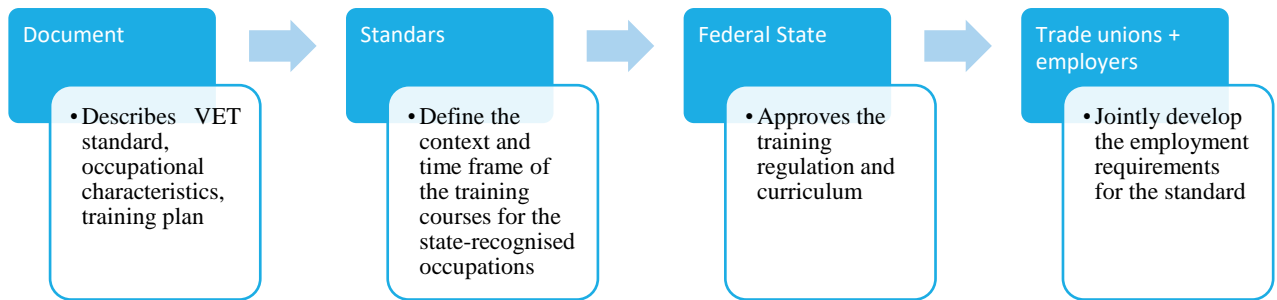 Document
• Describes VET
standard,
occupational
characteristics,
training plan
Standars
• Define the
context and
time frame of
the training
courses for the
state-recognised
occupations
Federal State
• Approves the
training
regulation and
curriculum
Trade unions +
employers
• Jointly develop
the employment
requirements
for the standard